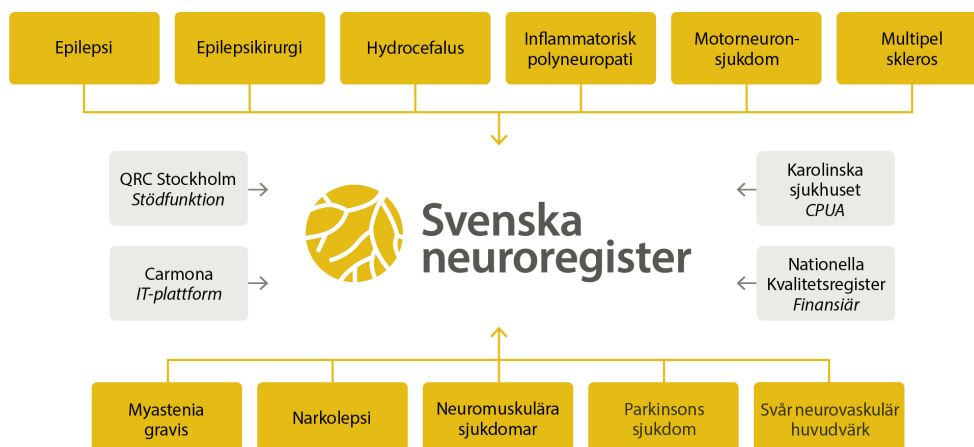 Epilepsi
Epilepsikirurgi
Hydrocefalus
Inflammatorisk
polyneuropati
Motorneuron-
sjukdom
Multipel
skleros
QRC Stockholm
Stödfunktion
Carmona
IT-plattform
Svenska
neuroregister
Karolinska
sjukhuset
CPUA
Nationella
Kvalitetsregister
Finansiär
Myastenia
gravis
Narkolepsi
Neuromuskulära
sjukdomar
Parkinsons
sjukdom
Svår neurovaskulär
huvudvärk